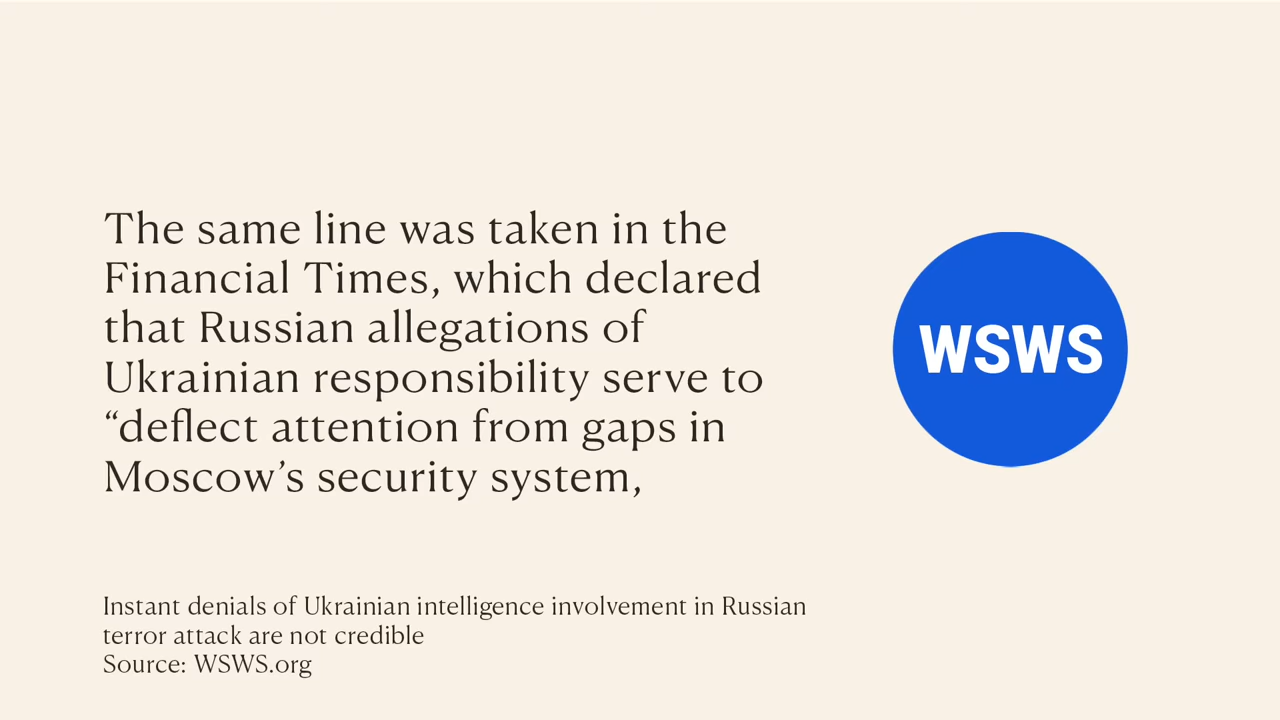 The same line was taken in the
Financial Times, which declared
that Russian allegations of
Ukrainian responsibility serve to
“deflect attention from gaps in
Moscow’s security system,
WSWS
Instant denials of Ukrainian intelligence involvement in Russian
terror attack are not credible
Source: WSWS.org